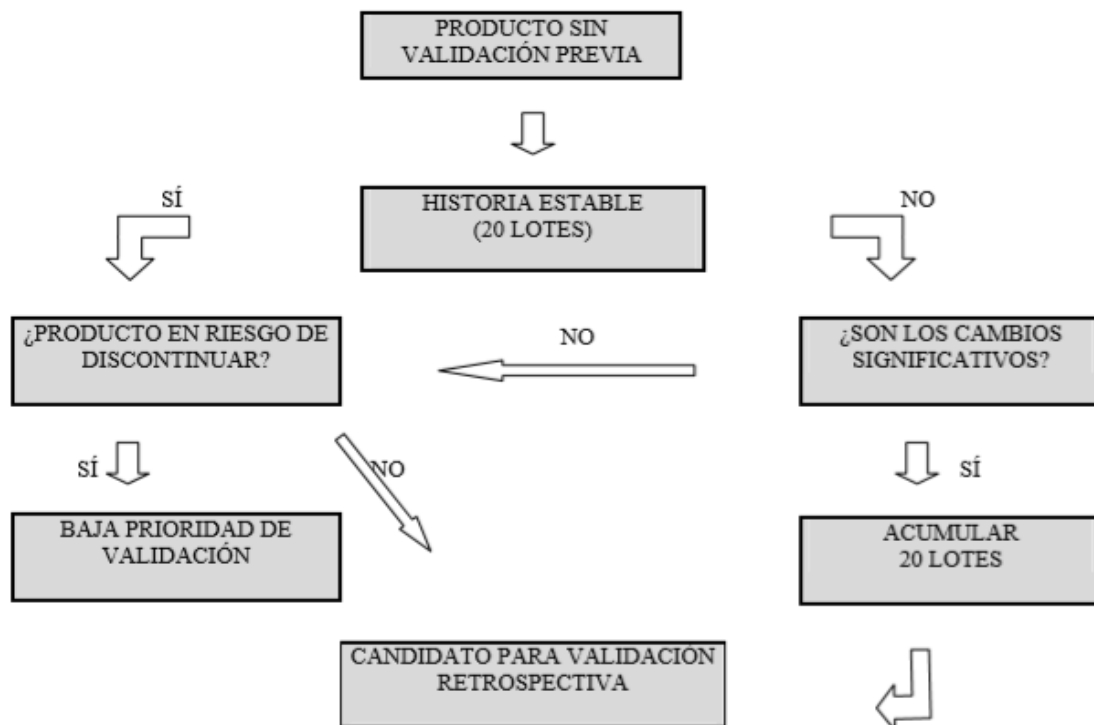 PRODUCTO SIN
VALIDACIÓN PREVIA
SÍ
HISTORIA ESTABLE
(20 LOTES)
NO
¿PRODUCTO EN RIESGO DE
DISCONTINUAR?
NO
¿SON LOS CAMBIOS
SIGNIFICATIVOS?
SÍ
NO
SÍ
BAJA PRIORIDAD DE
VALIDACIÓN
ACUMULAR
20 LOTES
CANDIDATO PARA VALIDACIÓN
RETROSPECTIVA